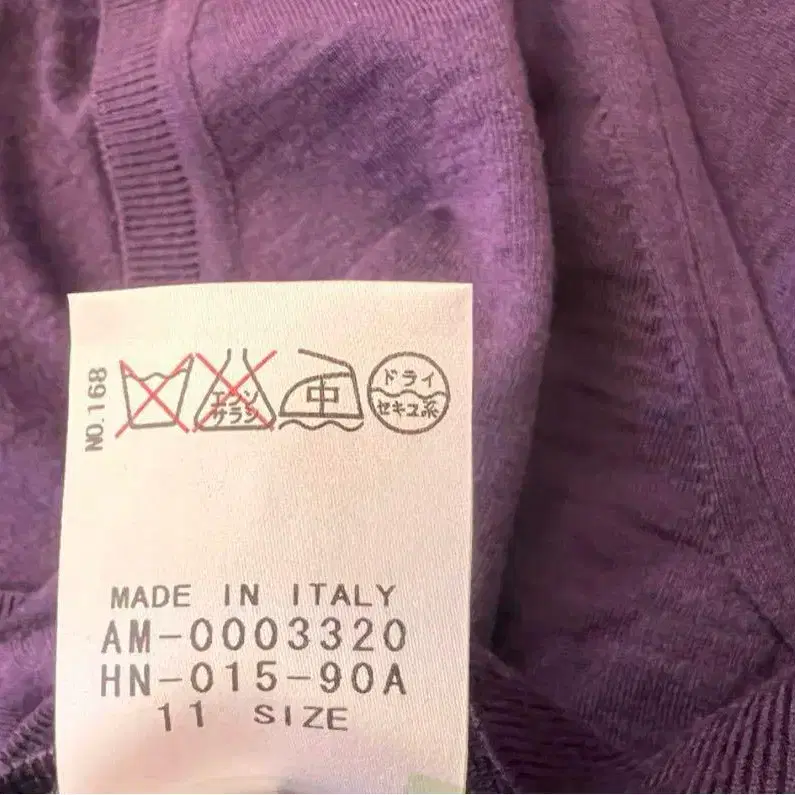 NO.168
エンソ
サラシ
中
ドライ
セキユ系
MADE IN ITALY
AM-0003320
HN-015-90A
11 SIZE